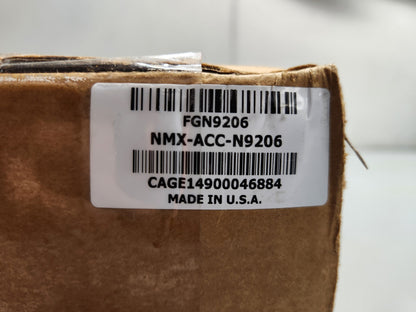 FGN9206
NMX-ACC-N9206
CAGE14900046884
MADE IN U.S.A.